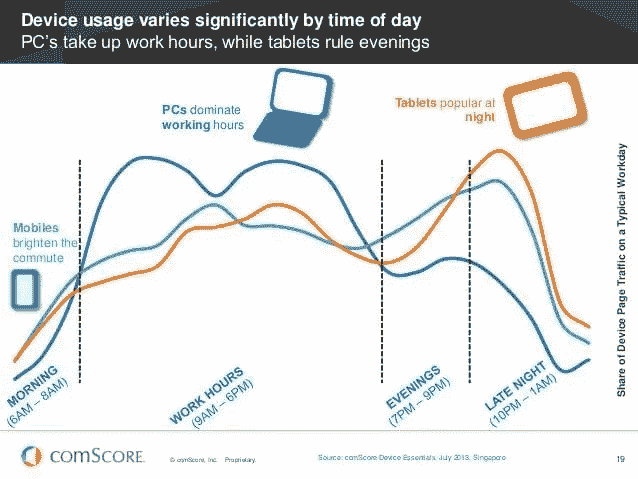 Device usage varies significantly by time of day
PC's take up work hours, while tablets rule evenings
PCs dominate
working hours
Tablets popular at
night
Mobiles
brighten the
commute
Share of Device Page Traffic on a Typical Workday
MORNING
(6AM – 8AM)
WORK HOURS
(9AM – 6PM)
EVENINGS
(7PM – 9PM)
LATE NIGHT
(10PM – 1AM)
comScore.
© comScore, Inc. Proprietary.
Source: comScore Device Essentials, July 2013, Singapore
19